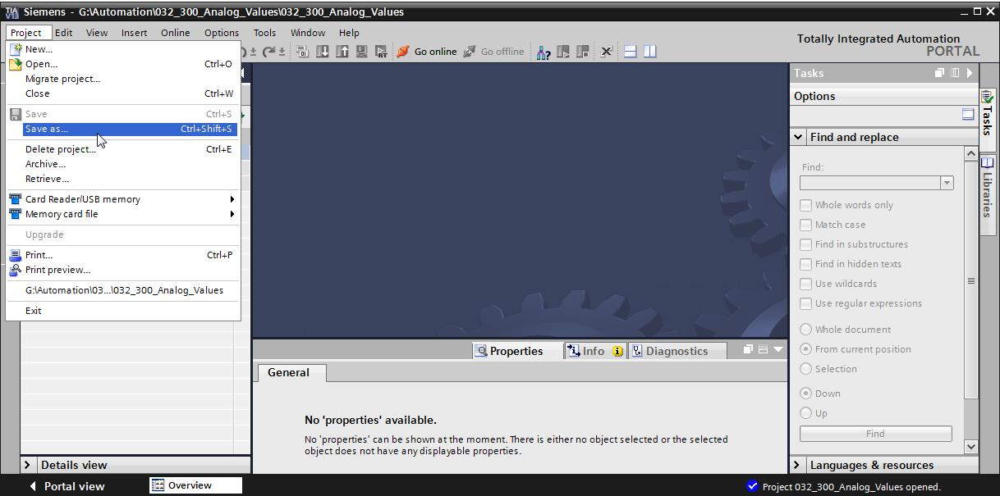 TIA V13 Siemens - G:\Automation\032_300_Analog_Values\032_300_Analog_Values
Project Edit View Insert Online Options Tools Window Help
Totally Integrated Automation
PORTAL
New...
Open... Ctrl+O
Migrate project...
Close Ctrl+W
Save Ctrl+S
Save as... Ctrl+Shift+S
Delete project... Ctrl+E
Archive...
Retrieve...
Card Reader/USB memory
Memory card file
Upgrade
Print... Ctrl+P
Print preview...
G:\Automation\03...\032_300_Analog_Values
Exit
RT Go online Go offline
Properties Info Diagnostics
General
No 'properties' available.
No 'properties' can be shown at the moment. There is either no object selected or the selected
object does not have any displayable properties.
Tasks
Options
Find and replace
Find:
Whole words only
Match case
Find in substructures
Find in hidden texts
Use wildcards
Use regular expressions
Whole document
From current position
Selection
Down
Up
Find
Languages & resources
Tasks
Libraries
Details view
Portal view Overview
Project 032_300_Analog_Values opened.